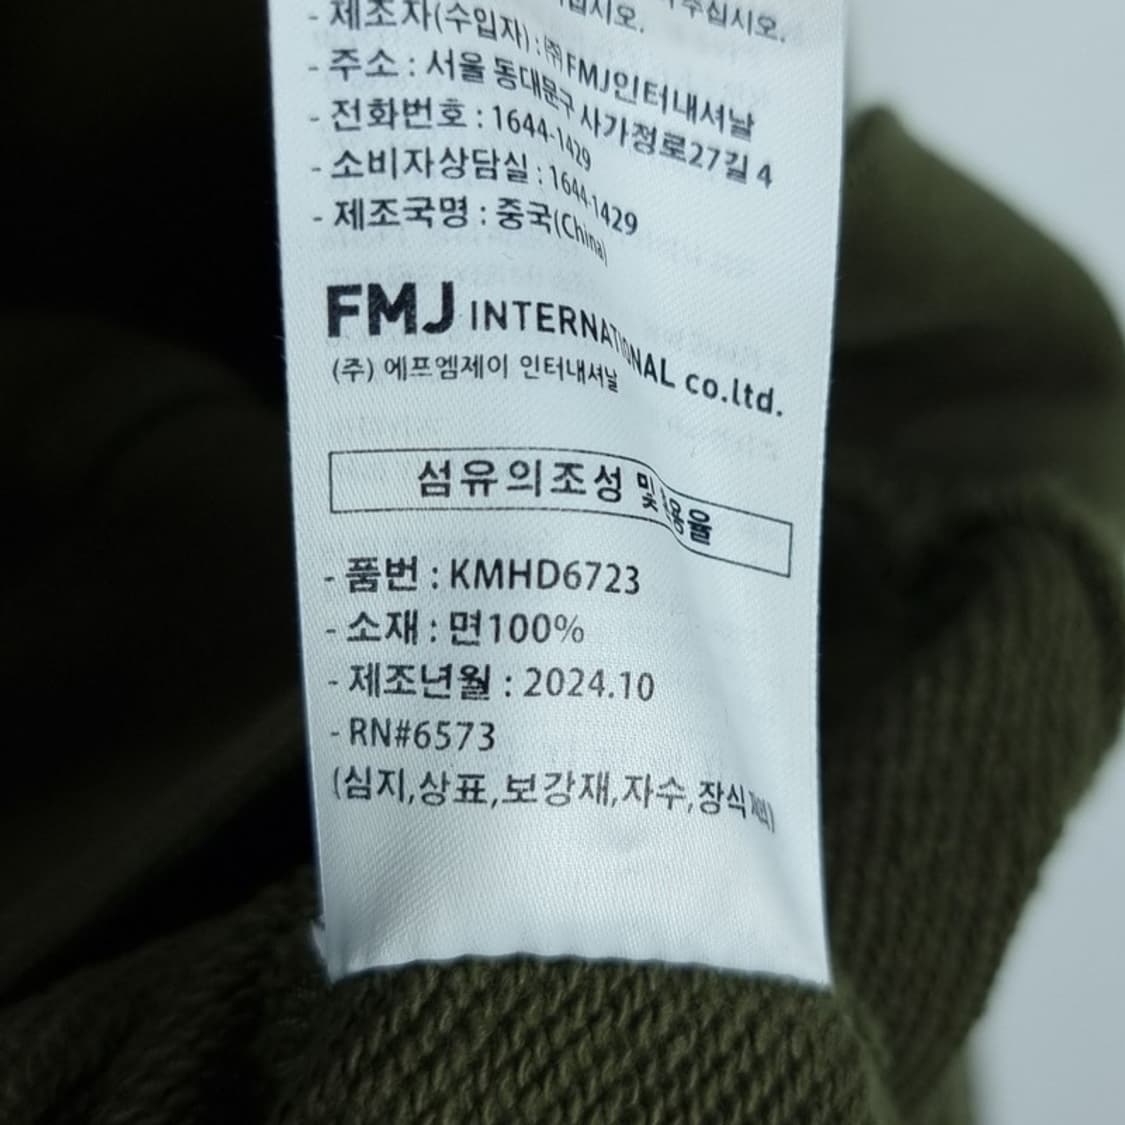 주십시오.
- 제조자(수입자) : ㈜FMJ인터내셔날
- 주소 : 서울 동대문구 사가정로27길 4
- 전화번호 : 1644-1429
- 소비자상담실 : 1644-1429
- 제조국명 : 중국(China)
FMJ INTERNATIONAL co.ltd.
(주) 에프엠제이 인터내셔날
섬유의조성 및 혼용율
- 품번 : KMHD6723
- 소재 : 면100%
- 제조년월 : 2024.10
- RN#6573
(심지,상표,보강재,자수,장식제외)